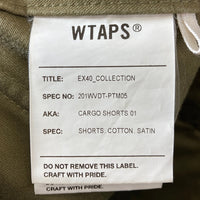 WTAPS®
TITLE: EX40_COLLECTION
SPEC NO: 201WVDT-PTM05
AKA: CARGO SHORTS 01
SPEC: SHORTS. COTTON. SATIN
DO NOT REMOVE THIS LABEL.
CRAFT WITH PRIDE.
CRAFT WITH PRIDE.